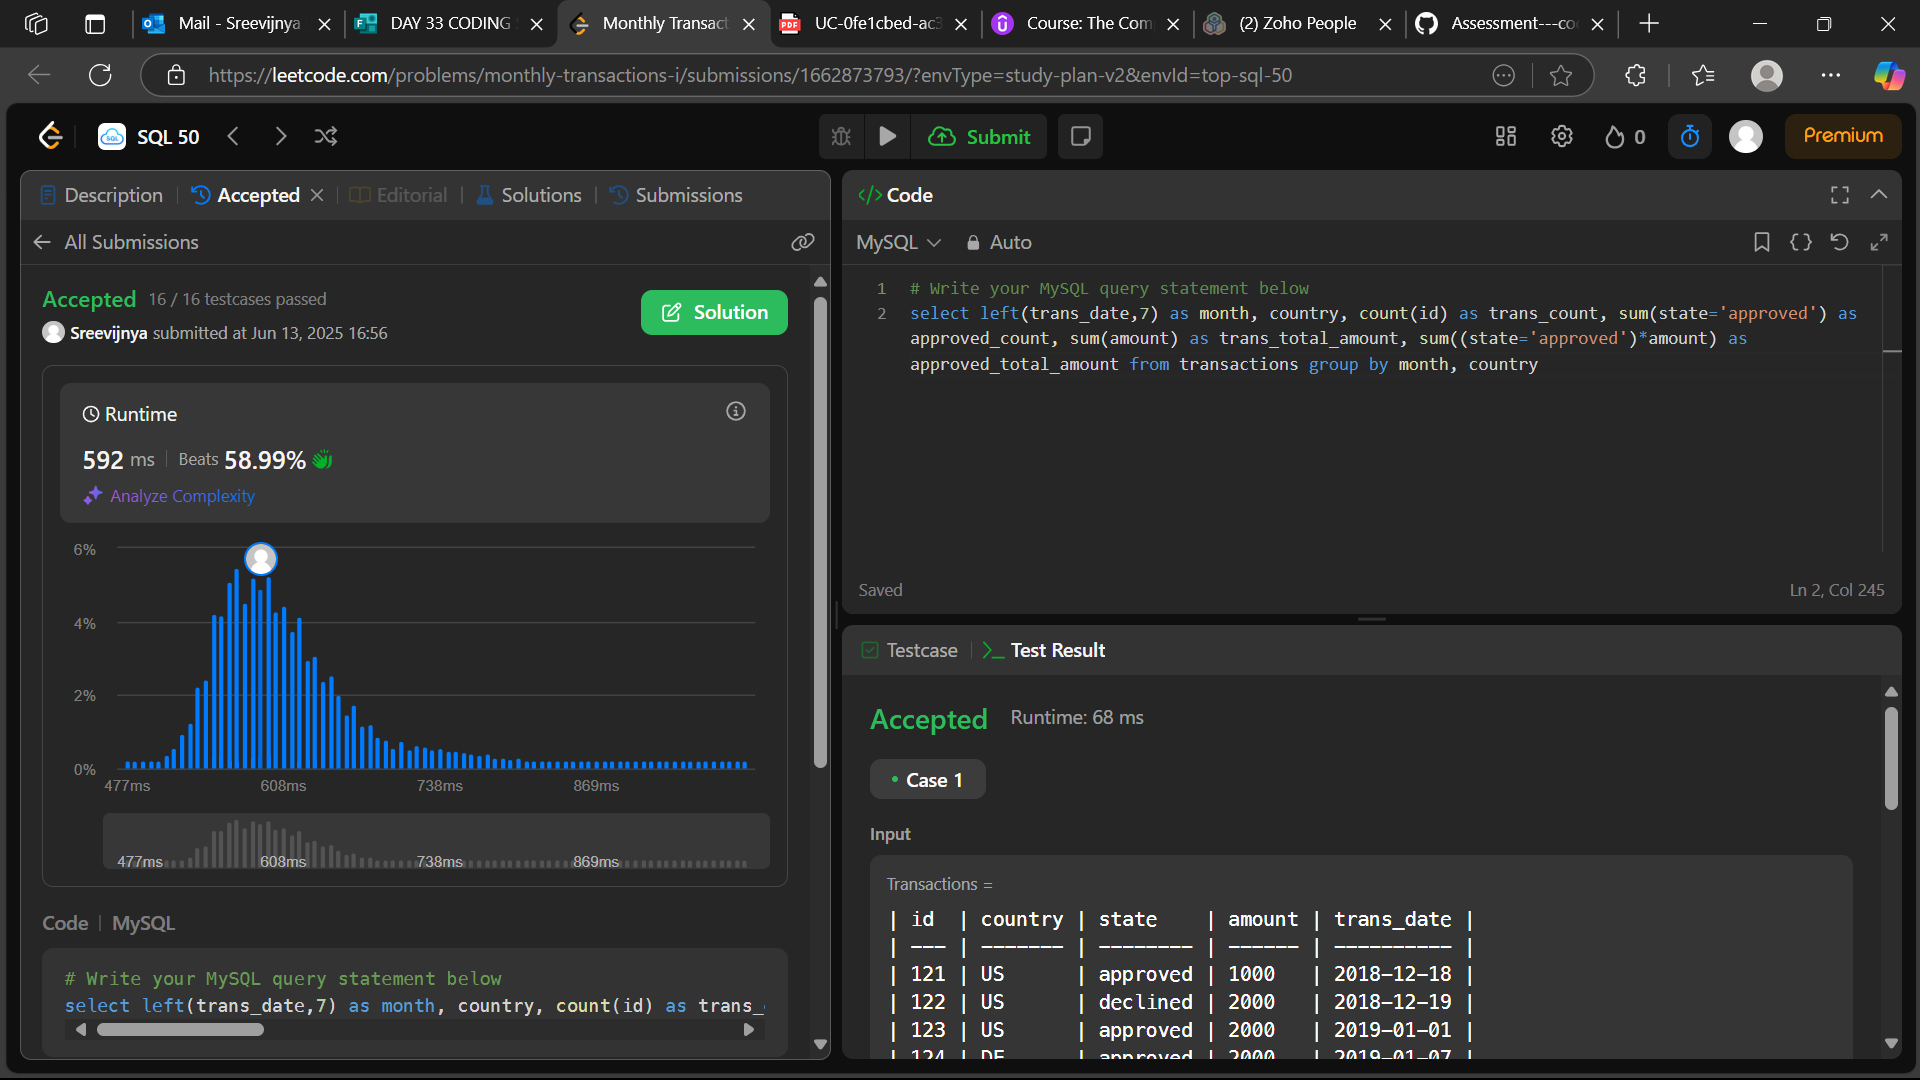 Mail - Sreevijnya
DAY 33 CODING
Monthly Transact
UC-0fe1cbed-ac3
Course: The Com
(2) Zoho People
Assessment---co
https://leetcode.com/problems/monthly-transactions-i/submissions/1662873793/?envType=study-plan-v2&envId=top-sql-50
SQL 50
Submit
0
Premium
Description
Accepted
Editorial
Solutions
Submissions
All Submissions
Accepted 16 / 16 testcases passed
Sreevijnya submitted at Jun 13, 2025 16:56
Solution
Runtime
592 ms | Beats 58.99%
Analyze Complexity
6%
4%
2%
0%
477ms 608ms 738ms 869ms
477ms 608ms 738ms 869ms
Code | MySQL
# Write your MySQL query statement below
select left(trans_date,7) as month, country, count(id) as trans_
</> Code
MySQL Auto
1 # Write your MySQL query statement below
2 select left(trans_date,7) as month, country, count(id) as trans_count, sum(state='approved') as
approved_count, sum(amount) as trans_total_amount, sum((state='approved')*amount) as
approved_total_amount from transactions group by month, country
Saved
Ln 2, Col 245
Testcase
Test Result
Accepted Runtime: 68 ms
Case 1
Input
Transactions =
| id | country | state | amount | trans_date |
| --- | ------- | -------- | ------ | ---------- |
| 121 | US | approved | 1000 | 2018-12-18 |
| 122 | US | declined | 2000 | 2018-12-19 |
| 123 | US | approved | 2000 | 2019-01-01 |
| 124 | DE | approved | 2000 | 2019-01-07 |